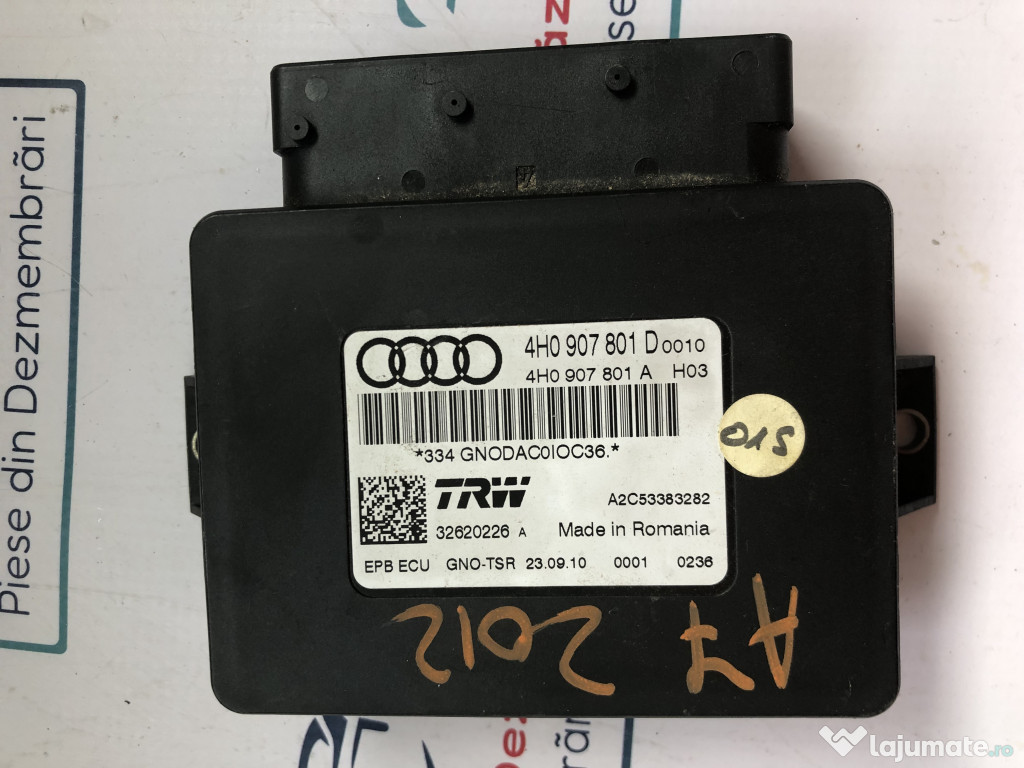 Piese din Dezmembrări
4H0 907 801 D 0010
4H0 907 801 A H03
*334 GNODAC0IOC36.*
TRW
A2C53383282
32620226 A
Made in Romania
EPB ECU GNO-TSR 23.09.10 0001 0236
A7
2012
lajumate.ro